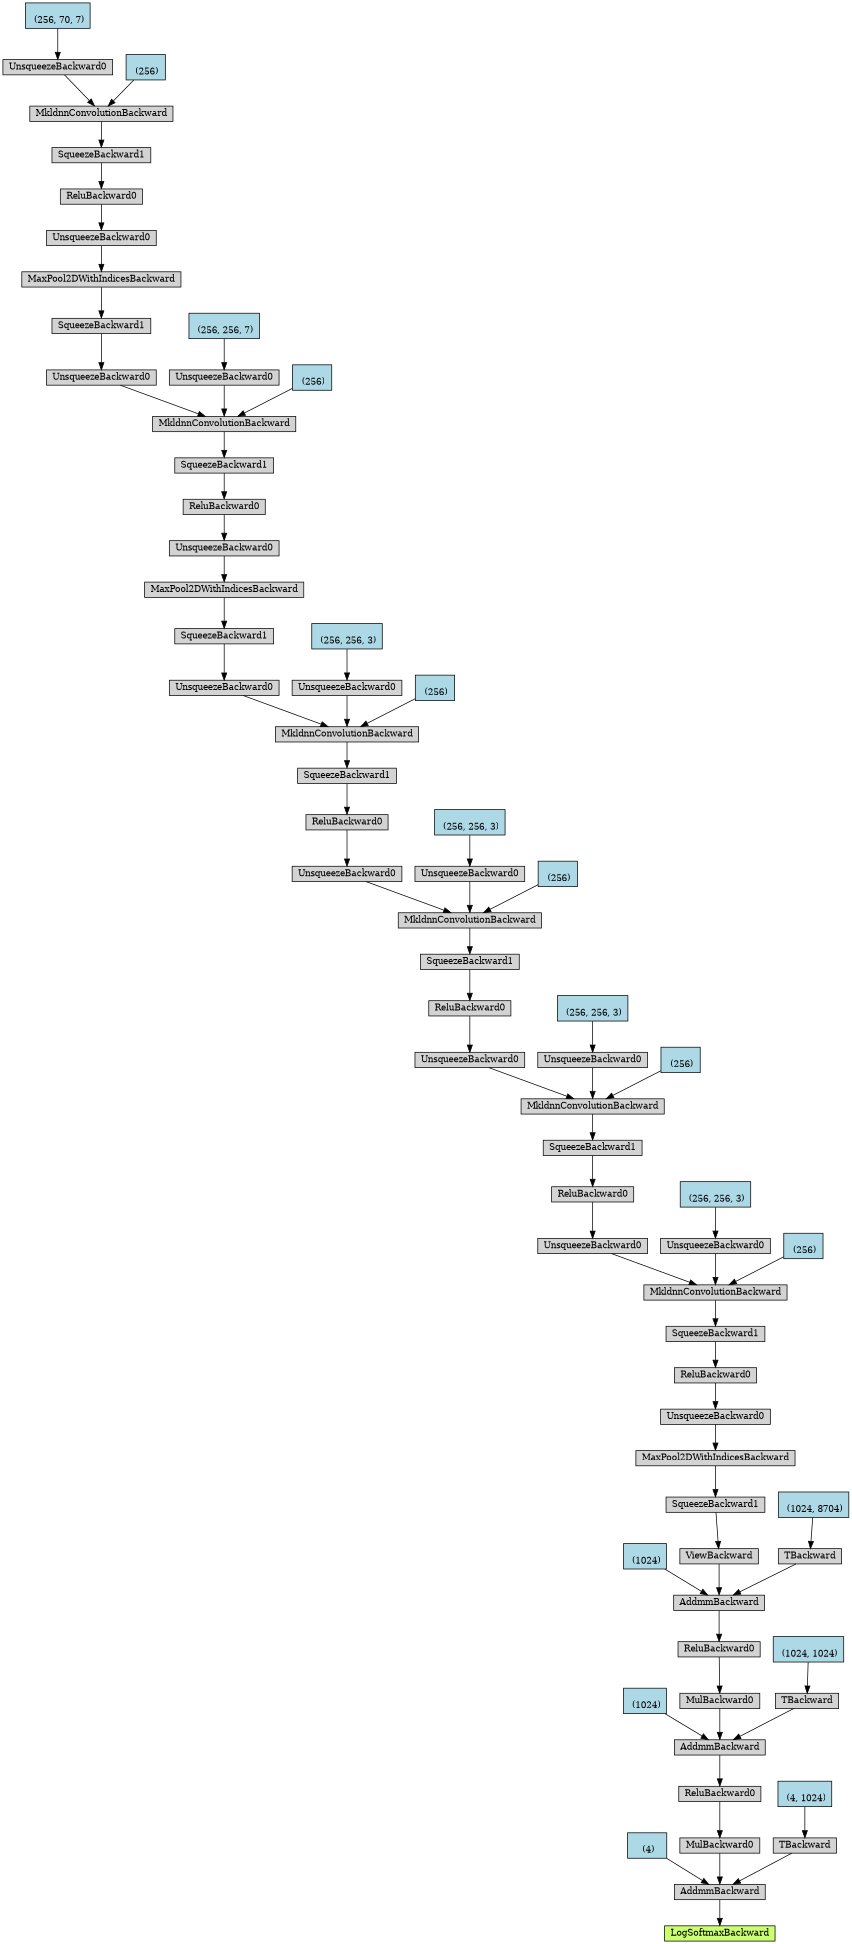 (256, 70, 7)
UnsqueezeBackward0
(256)
MkldnnConvolutionBackward
SqueezeBackward1
ReluBackward0
UnsqueezeBackward0
MaxPool2DWithIndicesBackward
SqueezeBackward1
(256, 256, 7)
UnsqueezeBackward0
UnsqueezeBackward0
(256)
MkldnnConvolutionBackward
SqueezeBackward1
ReluBackward0
UnsqueezeBackward0
MaxPool2DWithIndicesBackward
SqueezeBackward1
(256, 256, 3)
UnsqueezeBackward0
UnsqueezeBackward0
(256)
MkldnnConvolutionBackward
SqueezeBackward1
ReluBackward0
(256, 256, 3)
UnsqueezeBackward0
UnsqueezeBackward0
(256)
MkldnnConvolutionBackward
SqueezeBackward1
ReluBackward0
(256, 256, 3)
UnsqueezeBackward0
UnsqueezeBackward0
(256)
MkldnnConvolutionBackward
SqueezeBackward1
ReluBackward0
(256, 256, 3)
UnsqueezeBackward0
UnsqueezeBackward0
(256)
MkldnnConvolutionBackward
SqueezeBackward1
ReluBackward0
UnsqueezeBackward0
MaxPool2DWithIndicesBackward
SqueezeBackward1
(1024, 8704)
(1024)
ViewBackward
TBackward
AddmmBackward
ReluBackward0
(1024, 1024)
(1024)
MulBackward0
TBackward
AddmmBackward
ReluBackward0
(4, 1024)
(4)
MulBackward0
TBackward
AddmmBackward
LogSoftmaxBackward